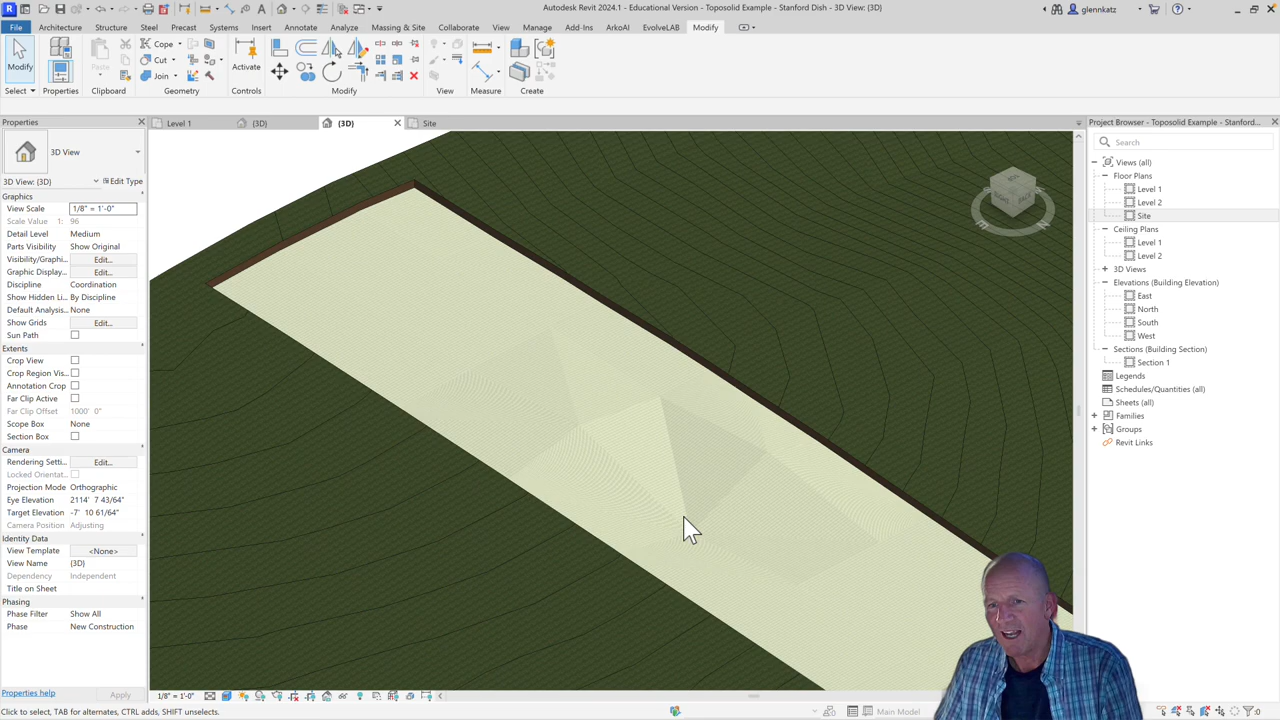 Autodesk Revit 2024.1 - Educational Version - Toposolid Example - Stanford Dish - 3D View: {3D}
glennkatz
File
Architecture
Structure
Steel
Precast
Systems
Insert
Annotate
Analyze
Massing & Site
Collaborate
View
Manage
Add-Ins
ArkoAI
EvolveLAB
Modify
Modify
Properties
Paste
Cope
Cut
Join
Activate
Select
Properties
Clipboard
Geometry
Controls
Modify
View
Measure
Create
Properties
3D View
3D View: {3D}
Edit Type
Graphics
View Scale 1/8" = 1'-0"
Scale Value 1: 96
Detail Level Medium
Parts Visibility Show Original
Visibility/Graphi... Edit...
Graphic Display... Edit...
Discipline Coordination
Show Hidden Li... By Discipline
Default Analysis... None
Show Grids Edit...
Sun Path
Extents
Crop View
Crop Region Vis...
Annotation Crop
Far Clip Active
Far Clip Offset 1000' 0"
Scope Box None
Section Box
Camera
Rendering Setti... Edit...
Locked Orientat...
Projection Mode Orthographic
Eye Elevation 2114' 7 43/64"
Target Elevation -7' 10 61/64"
Camera Position Adjusting
Identity Data
View Template <None>
View Name {3D}
Dependency Independent
Title on Sheet
Phasing
Phase Filter Show All
Phase New Construction
Properties help
Apply
Level 1
{3D}
{3D}
Site
Project Browser - Toposolid Example - Stanford...
Search
Views (all)
Floor Plans
Level 1
Level 2
Site
Ceiling Plans
Level 1
Level 2
3D Views
Elevations (Building Elevation)
East
North
South
West
Sections (Building Section)
Section 1
Legends
Schedules/Quantities (all)
Sheets (all)
Families
Groups
Revit Links
1/8" = 1'-0"
Click to select, TAB for alternates, CTRL adds, SHIFT unselects.
Main Model
:0